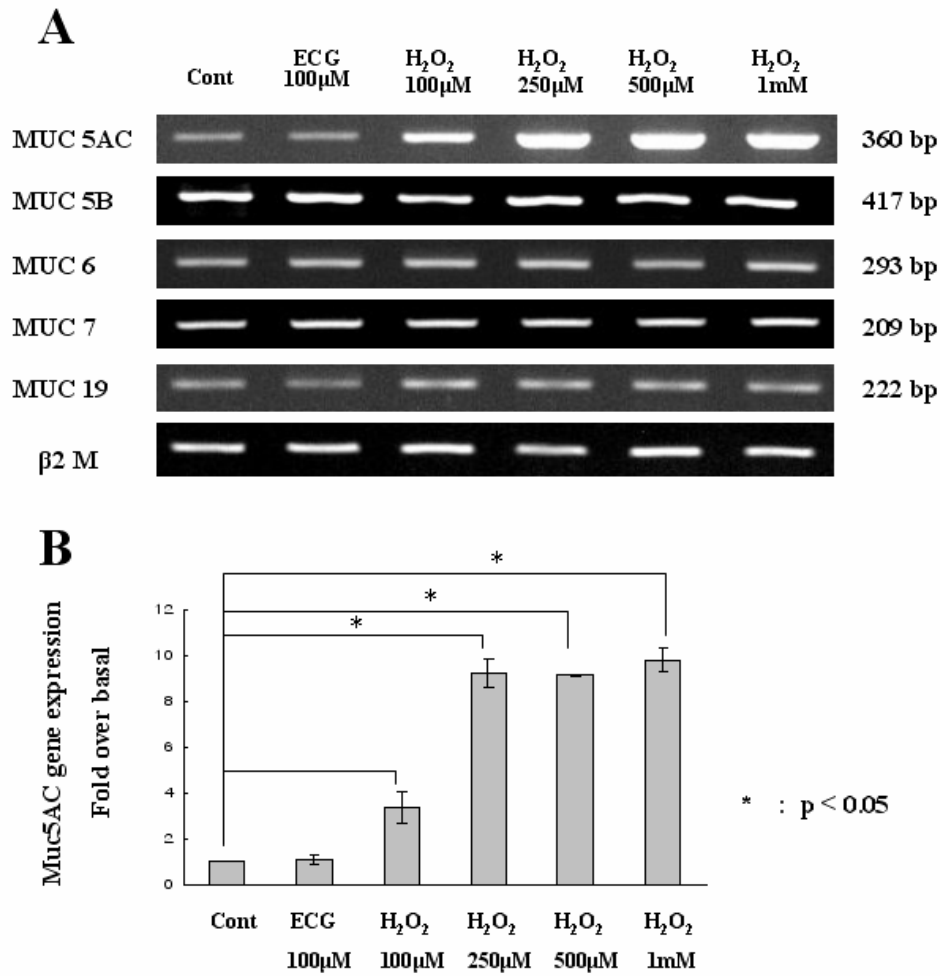 A
Cont ECG 100µM H₂O₂ 100µM H₂O₂ 250µM H₂O₂ 500µM H₂O₂ 1mM
MUC 5AC 360 bp
MUC 5B 417 bp
MUC 6 293 bp
MUC 7 209 bp
MUC 19 222 bp
β2 M
B
Muc5AC gene expression
Fold over basal
*
*
*
12
10
8
6
4
2
0
* : p < 0.05
Cont ECG H₂O₂ H₂O₂ H₂O₂ H₂O₂
100µM 100µM 250µM 500µM 1mM